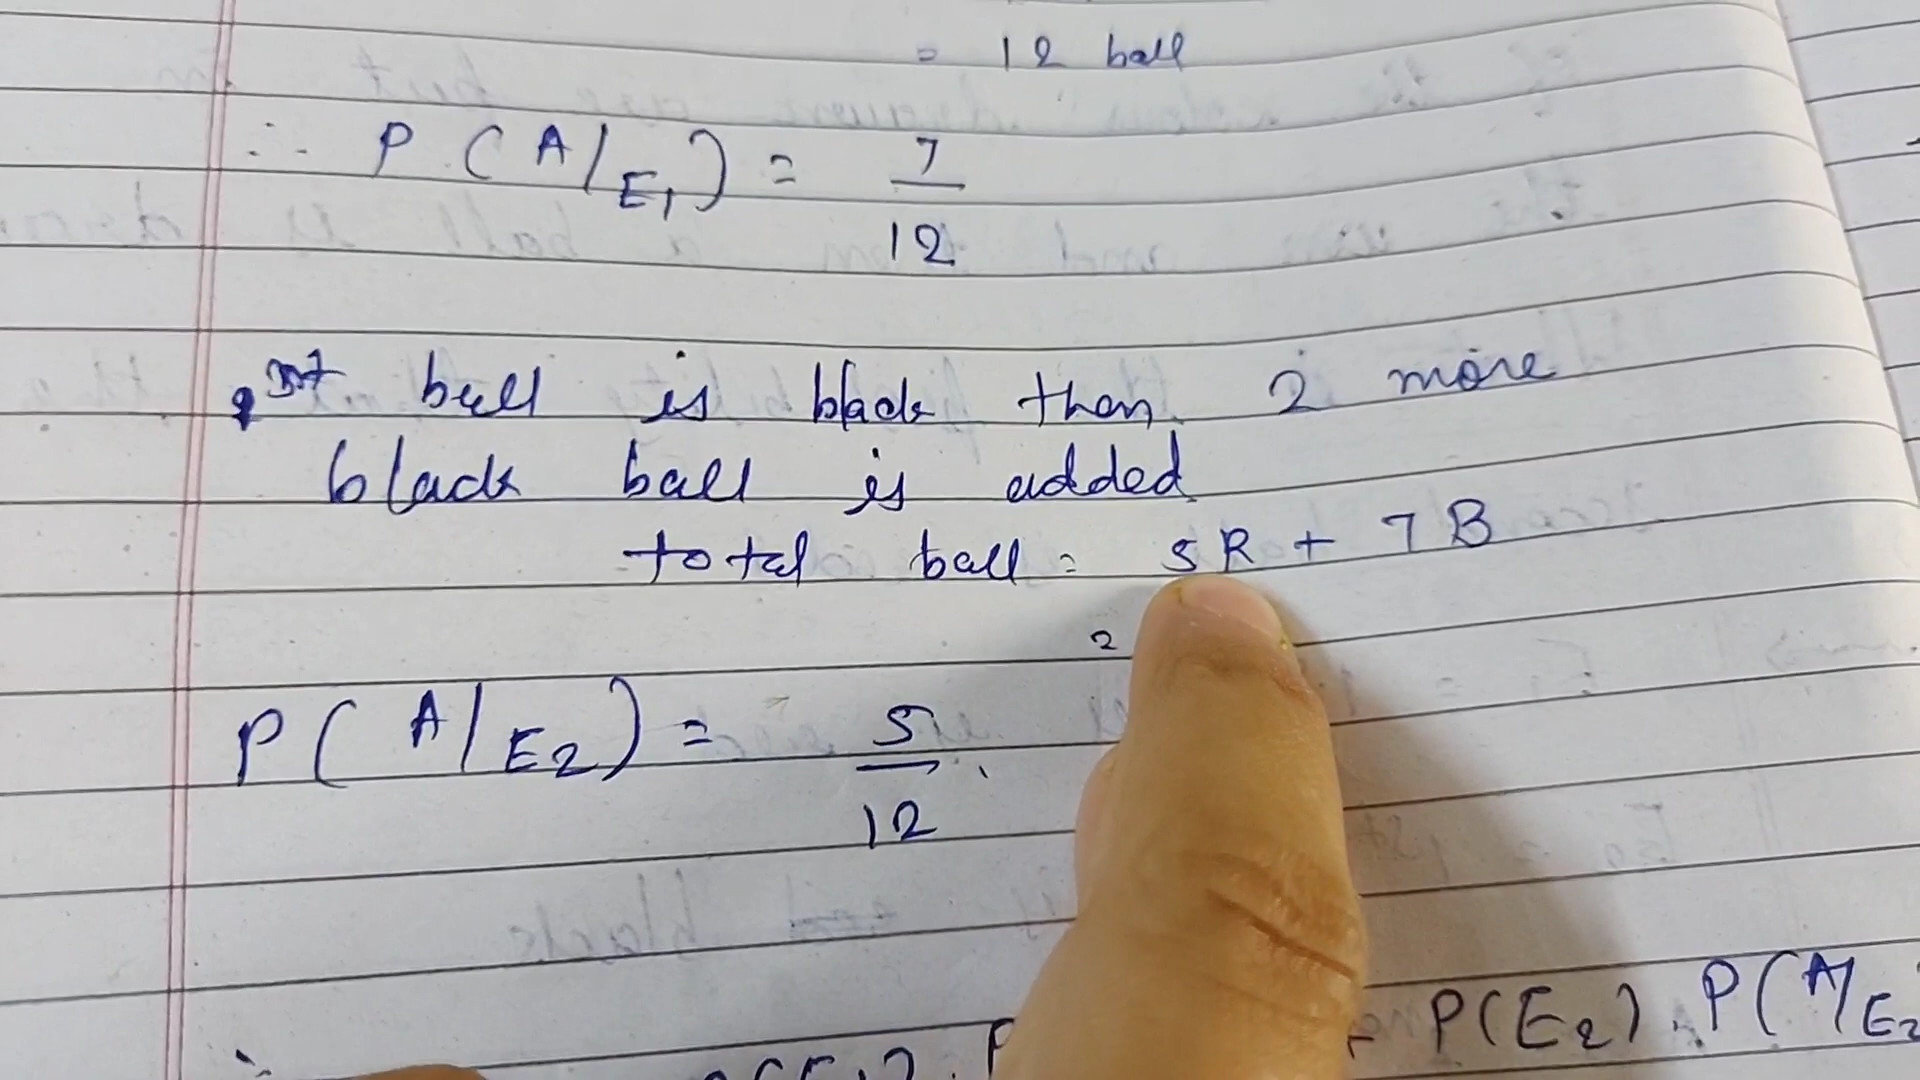 = 12 ball
∴ P(A/E1) = 7/12
1st ball is black then 2 more
black ball is added
total ball = 5R + 7B
P(A/E2) = 5/12
P(E2). P(A/E2